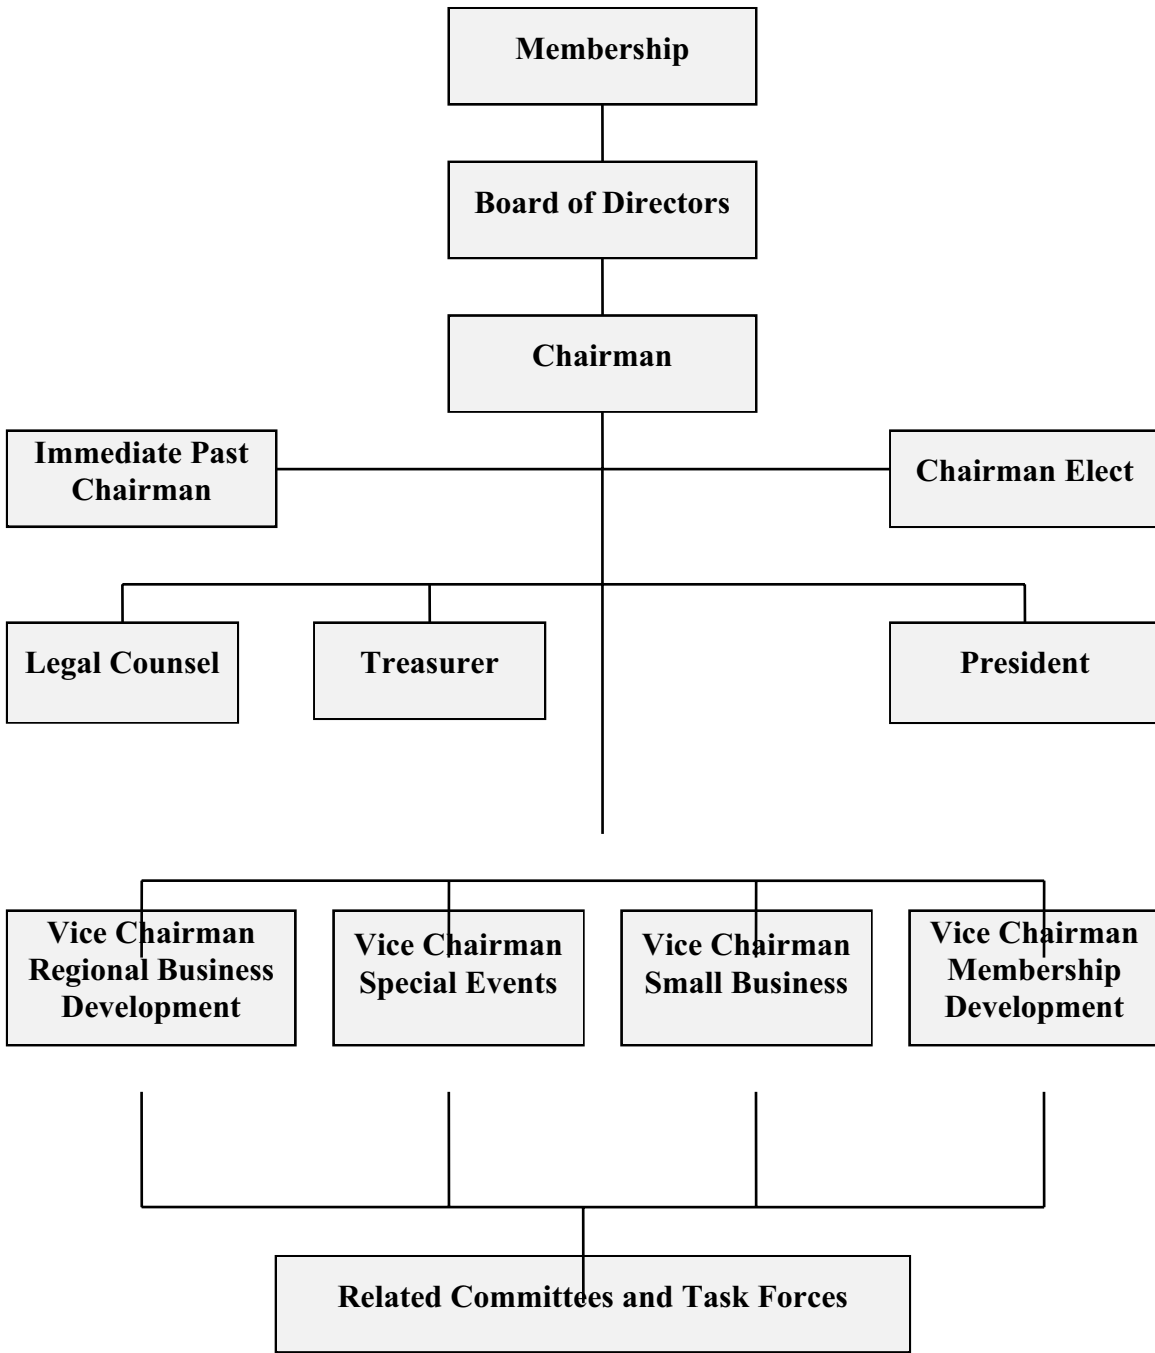 Membership
Board of Directors
Chairman
Immediate Past
Chairman
Chairman Elect
Legal Counsel
Treasurer
President
Vice Chairman
Regional Business
Development
Vice Chairman
Special Events
Vice Chairman
Small Business
Vice Chairman
Membership
Development
Related Committees and Task Forces